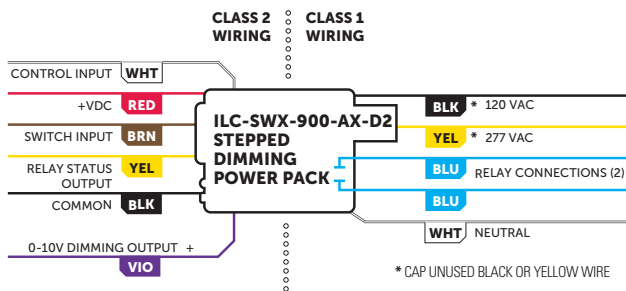 CLASS 2 WIRING
CLASS 1 WIRING
CONTROL INPUT WHT
+VDC RED
SWITCH INPUT BRN
RELAY STATUS OUTPUT YEL
COMMON BLK
0-10V DIMMING OUTPUT +
VIO
ILC-SWX-900-AX-D2
STEPPED
DIMMING
POWER PACK
BLK * 120 VAC
YEL * 277 VAC
BLU RELAY CONNECTIONS (2)
BLU
WHT NEUTRAL
* CAP UNUSED BLACK OR YELLOW WIRE